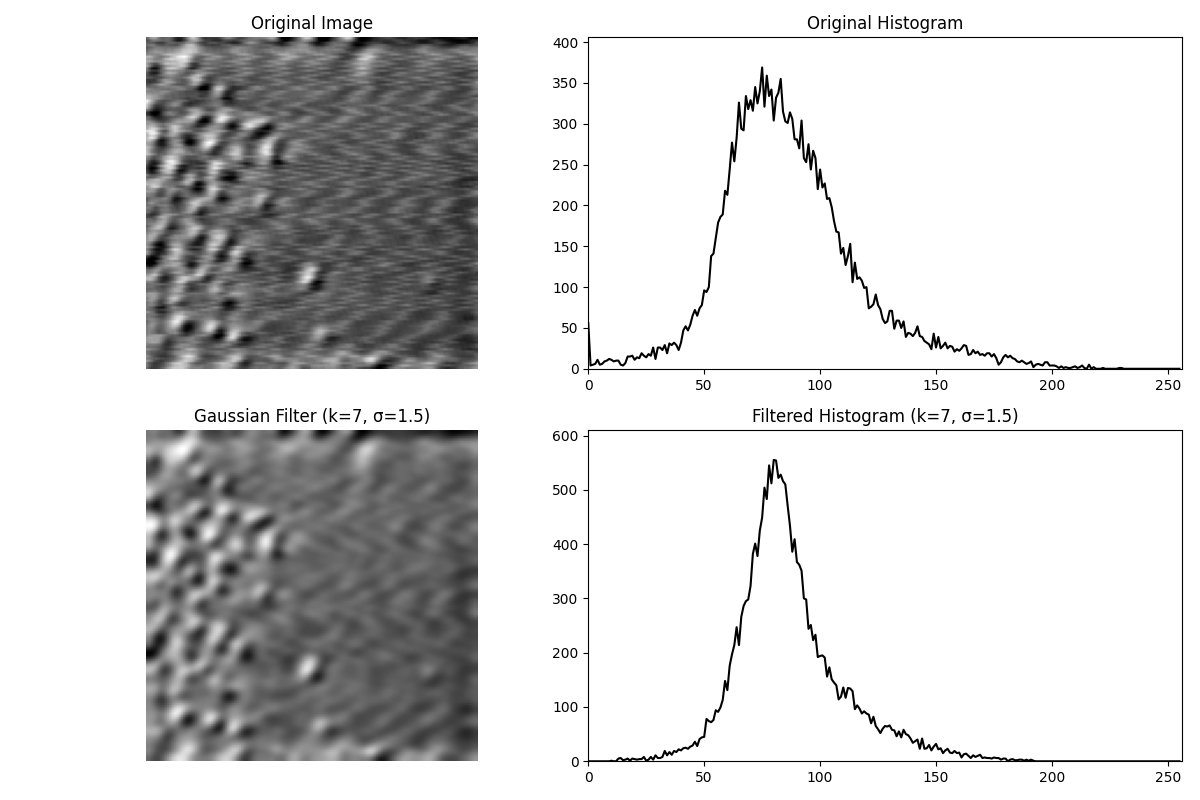 Original Image
Original Histogram
400
350
300
250
200
150
100
50
0
0 50 100 150 200 250
Gaussian Filter (k=7, σ=1.5)
Filtered Histogram (k=7, σ=1.5)
600
500
400
300
200
100
0
0 50 100 150 200 250